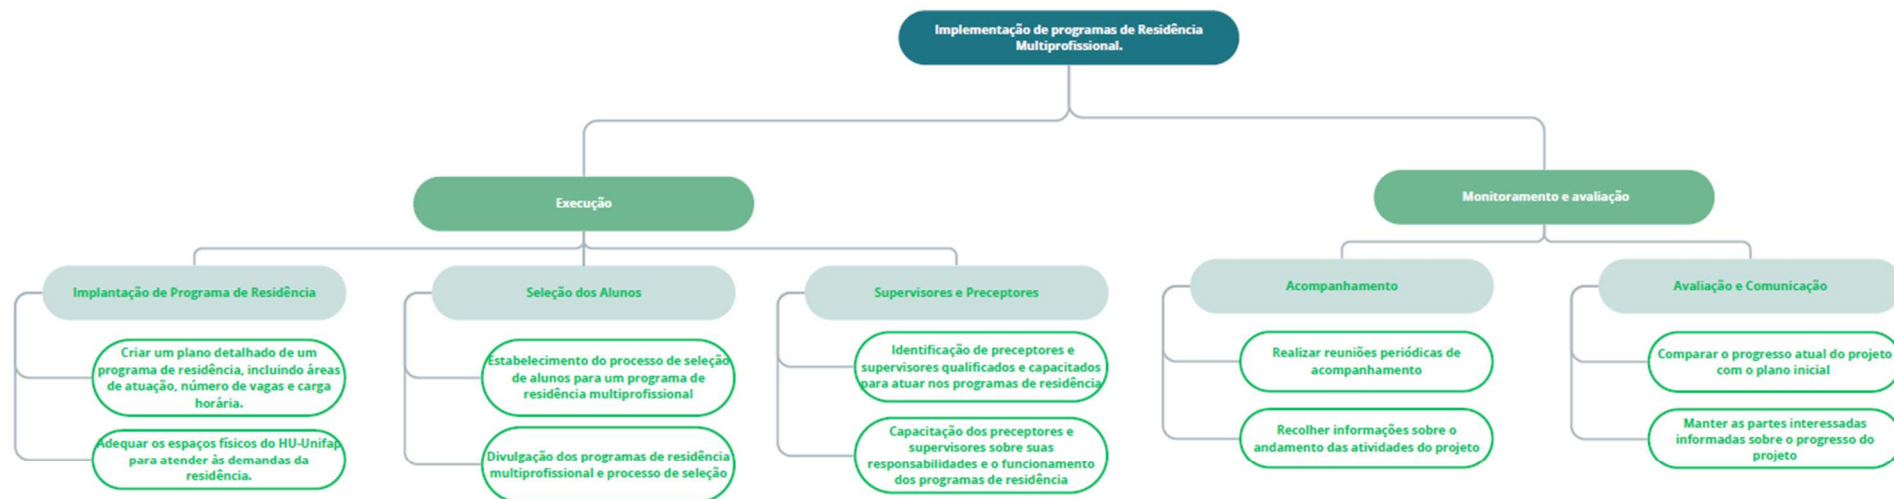 Implementação de programas de Residência
Multiprofissional.
Execução
Monitoramento e avaliação
Implantação de Programa de Residência
Seleção dos Alunos
Supervisores e Preceptores
Acompanhamento
Avaliação e Comunicação
Criar um plano detalhado de um
programa de residência, incluindo áreas
de atuação, número de vagas e carga
horária.
Adequar os espaços físicos do HU-Unifap
para atender às demandas da
residência.
Estabelecimento do processo de seleção
de alunos para um programa de
residência multiprofissional
Divulgação dos programas de residência
multiprofissional e processo de seleção
Identificação de preceptores e
supervisores qualificados e capacitados
para atuar nos programas de residência
Capacitação dos preceptores e
supervisores sobre suas
responsabilidades e o funcionamento
dos programas de residência
Realizar reuniões periódicas de
acompanhamento
Recolher informações sobre o
andamento das atividades do projeto
Comparar o progresso atual do projeto
com o plano inicial
Manter as partes interessadas
informadas sobre o progresso do
projeto